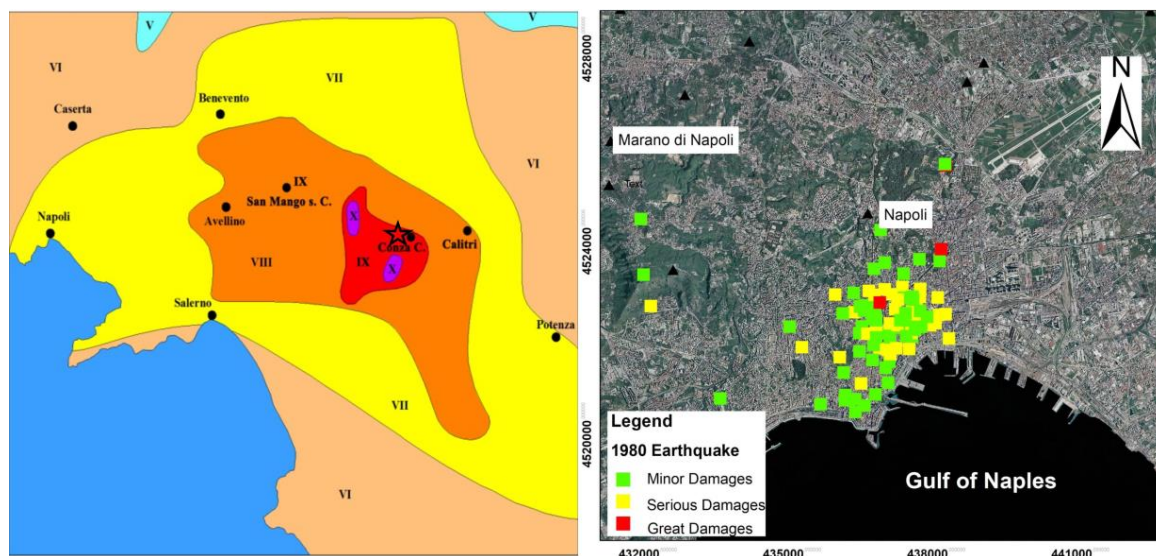 V
V
VI
VII
Benevento
Caserta
VI
IX
San Mango s. C.
Avellino
Napoli
X
Conza C.
Calitri
VIII
IX
X
Salerno
Potenza
VII
VI
4528000
4524000
4520000
N
Marano di Napoli
Test
Napoli
Legend
1980 Earthquake
Minor Damages
Serious Damages
Great Damages
Gulf of Naples
432000
435000
438000
441000